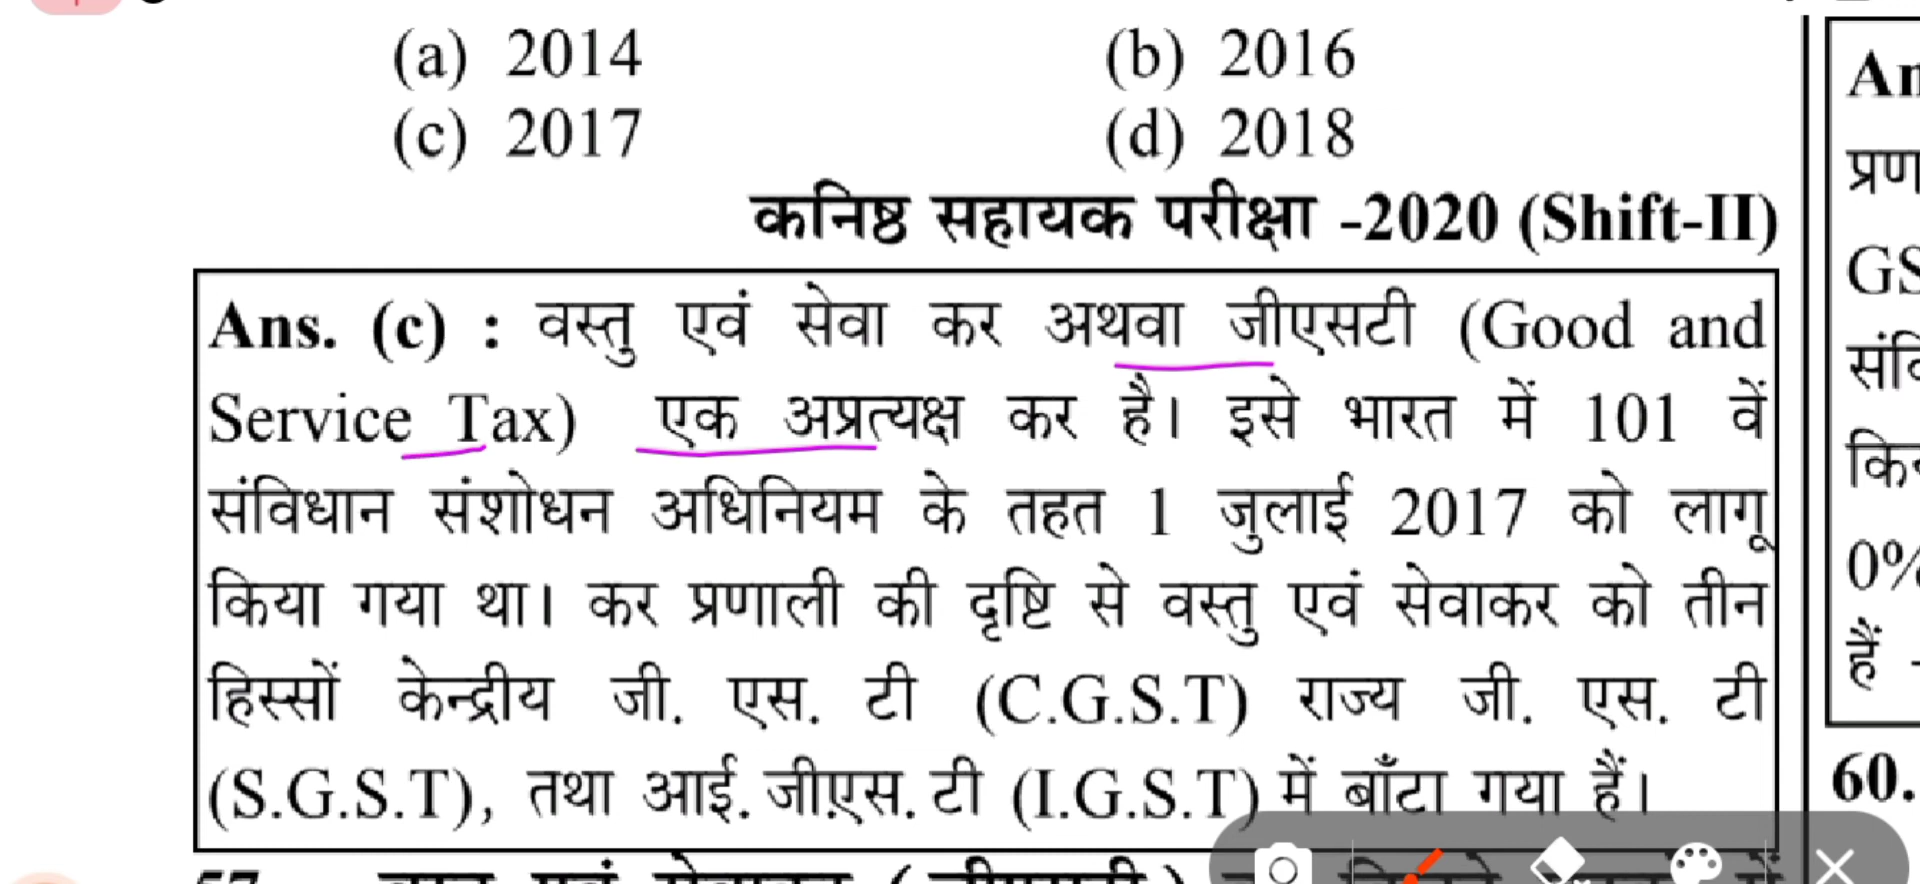 (a) 2014 (b) 2016
(c) 2017 (d) 2018
कनिष्ठ सहायक परीक्षा -2020 (Shift-II)
Ans. (c) : वस्तु एवं सेवा कर अथवा जीएसटी (Good and
Service Tax) एक अप्रत्यक्ष कर है। इसे भारत में 101 वें
संविधान संशोधन अधिनियम के तहत 1 जुलाई 2017 को लागू
किया गया था। कर प्रणाली की दृष्टि से वस्तु एवं सेवाकर को तीन
हिस्सों केन्द्रीय जी. एस. टी (C.G.S.T) राज्य जी. एस. टी
(S.G.S.T), तथा आई. जीएस. टी (I.G.S.T) में बाँटा गया हैं।
GS
0%
हैं -
60.